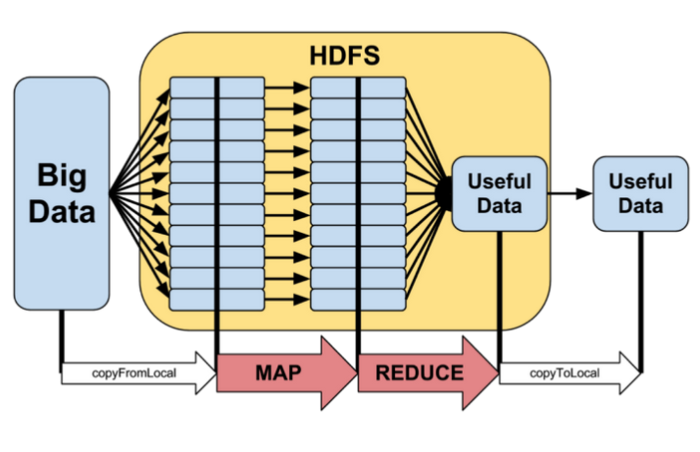 HDFS
Big
Data
Useful
Data
Useful
Data
copyFromLocal
MAP
REDUCE
copyToLocal